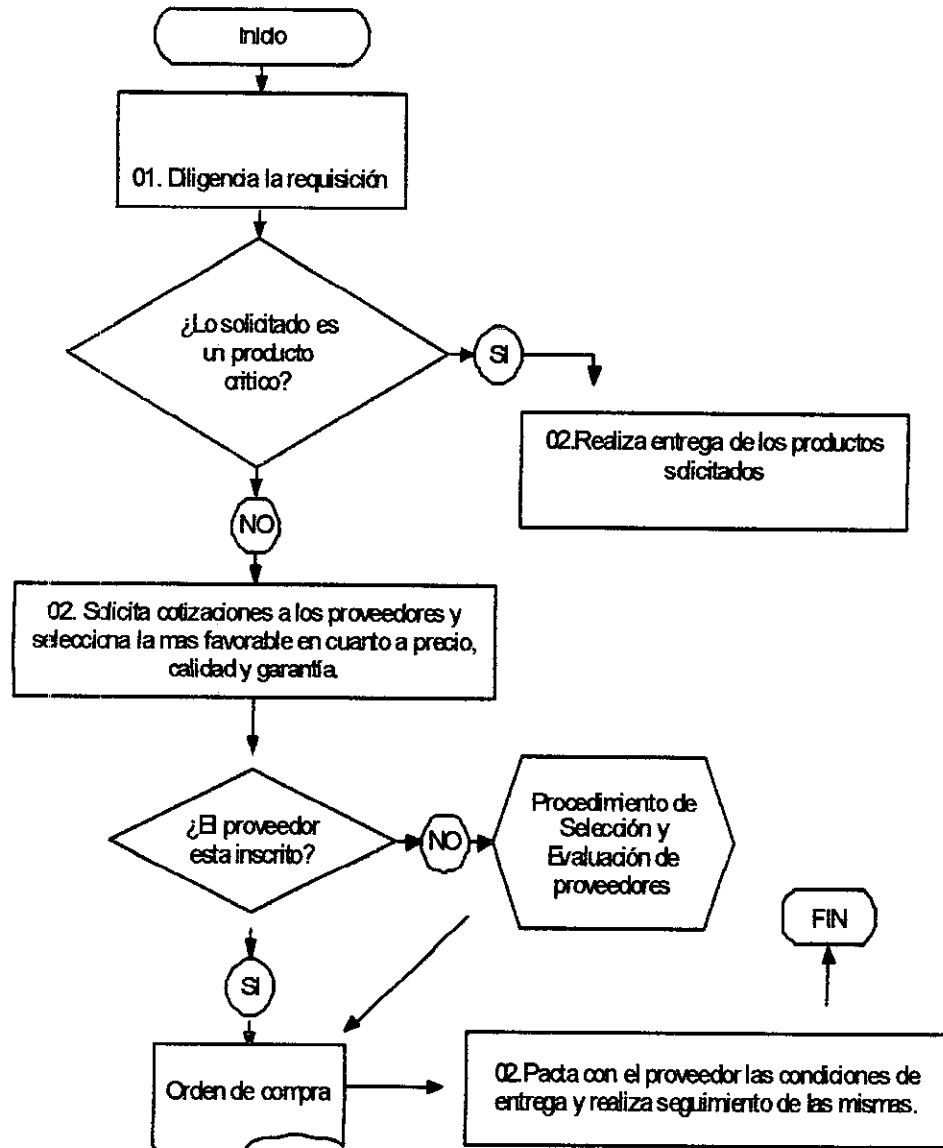 Inicio
01. Diligencia la requisición
¿Lo solicitado es
un producto
critico?
SI
02.Realiza entrega de los productos
solicitados
NO
02. Solicita cotizaciones a los proveedores y
selecciona la mas favorable en cuanto a precio,
calidad y garantía.
¿El proveedor
esta inscrito?
NO
Procedimiento de
Selección y
Evaluación de
proveedores
FIN
SI
Orden de compra
02.Pacta con el proveedor las condiciones de
entrega y realiza seguimiento de las mismas.